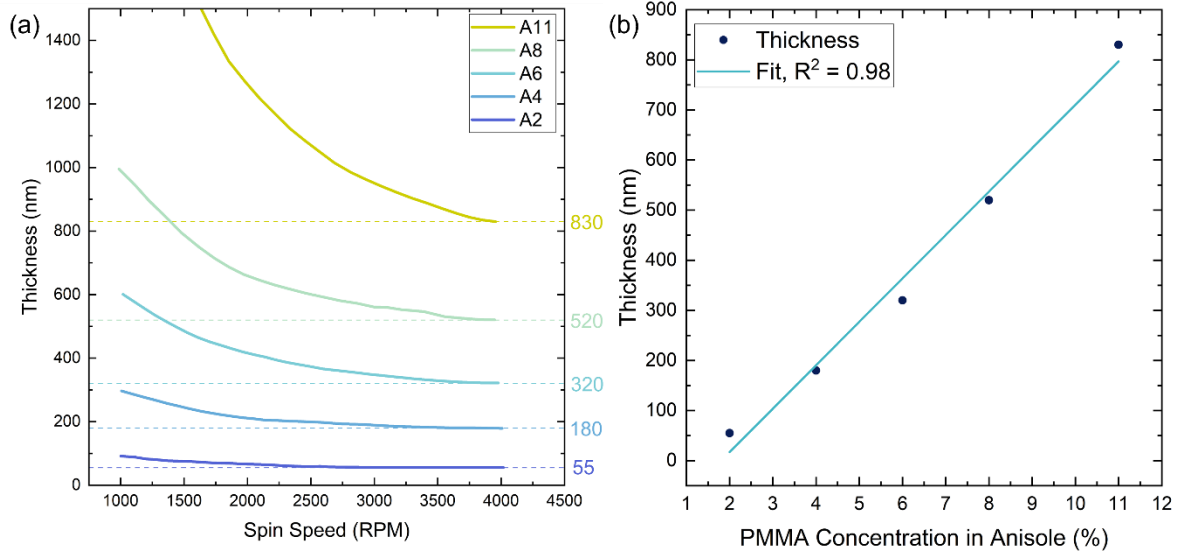 (a)
A11
A8
A6
A4
A2
1400
1200
1000
800
600
400
200
0
830
520
320
180
55
1000 1500 2000 2500 3000 3500 4000 4500
Thickness (nm)
Spin Speed (RPM)
(b)
Thickness
Fit, R² = 0.98
900
800
700
600
500
400
300
200
100
0
1 2 3 4 5 6 7 8 9 10 11 12
Thickness (nm)
PMMA Concentration in Anisole (%)